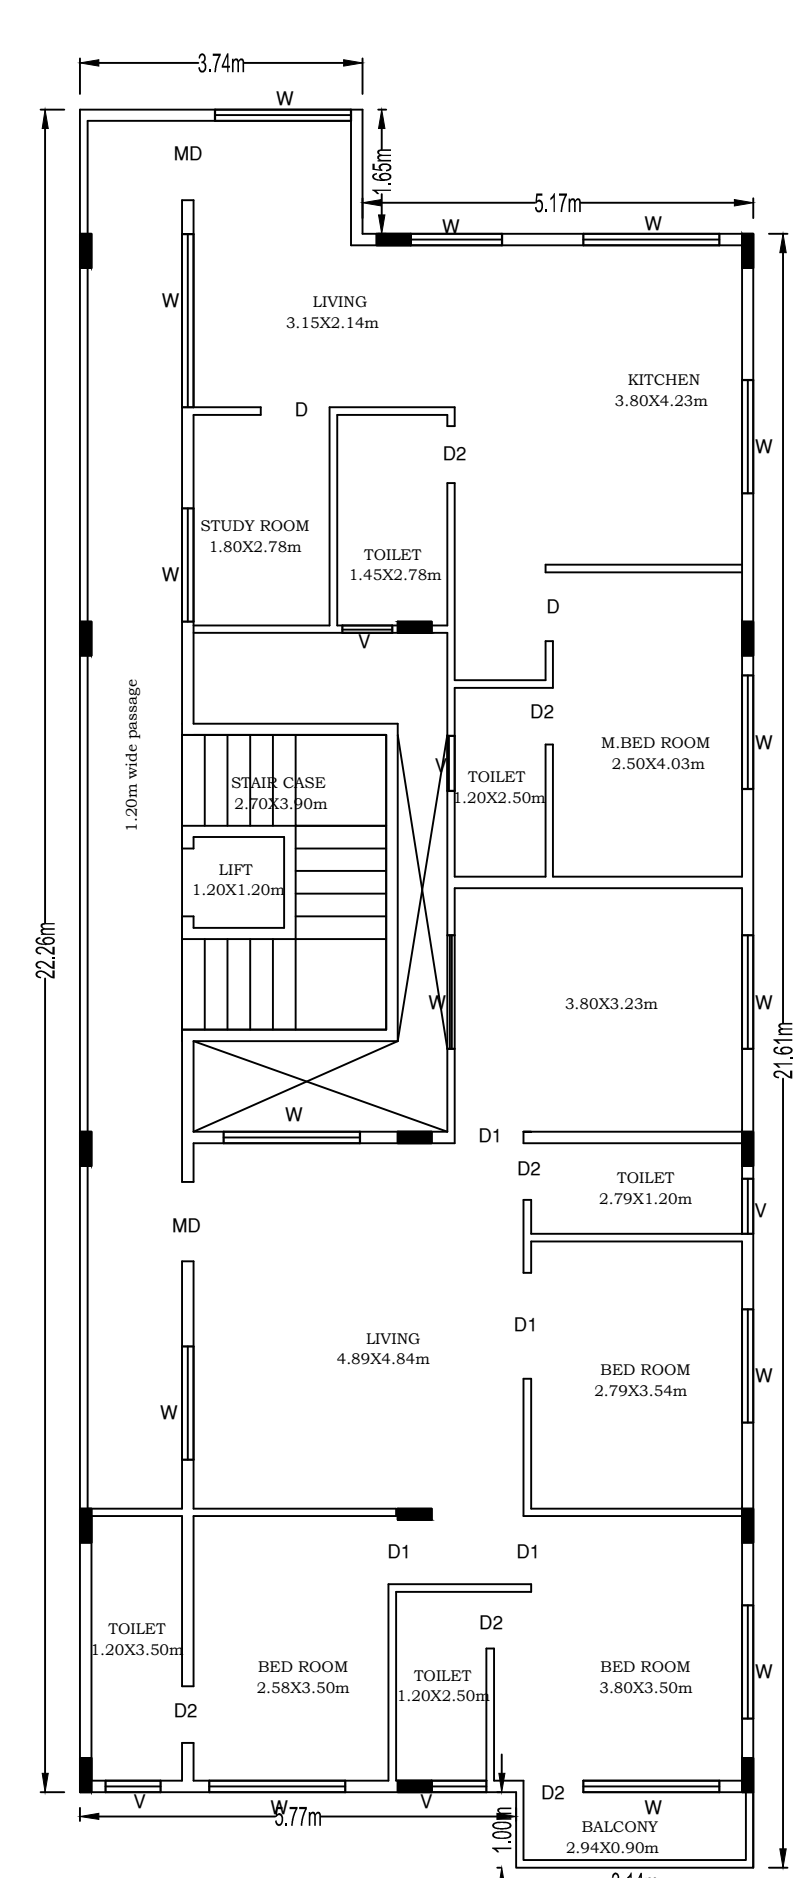 3.74m
W
MD
1.65m
5.17m
W
W
W
LIVING
3.15X2.14m
KITCHEN
3.80X4.23m
D
D2
W
STUDY ROOM
1.80X2.78m
TOILET
1.45X2.78m
W
D
V
1.20m wide passage
D2
M.BED ROOM
2.50X4.03m
W
V
TOILET
1.20X2.50m
STAIR CASE
2.70X3.90m
LIFT
1.20X1.20m
22.26m
W
3.80X3.23m
W
21.61m
W
D1
D2
TOILET
2.79X1.20m
V
MD
D1
LIVING
4.89X4.84m
BED ROOM
2.79X3.54m
W
W
D1
D1
TOILET
1.20X3.50m
D2
BED ROOM
2.58X3.50m
TOILET
1.20X2.50m
BED ROOM
3.80X3.50m
W
D2
V
W
V
D2
W
5.77m
1.00m
BALCONY
2.94X0.90m